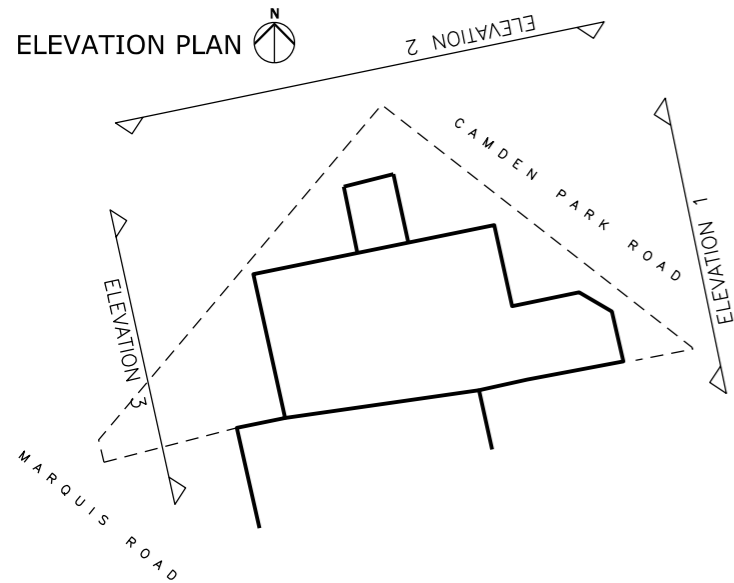 N
ELEVATION PLAN
ELEVATION 2
CAMDEN PARK ROAD
ELEVATION 1
ELEVATION 3
MARQUIS ROAD